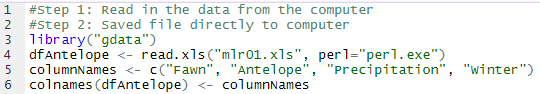 1 #Step 1: Read in the data from the computer
2 #Step 2: Saved file directly to computer
3 library("gdata")
4 dfAntelope <- read.xls("mlr01.xls", perl="perl.exe")
5 columnNames <- c("Fawn", "Antelope", "Precipitation", "Winter")
6 colnames(dfAntelope) <- columnNames